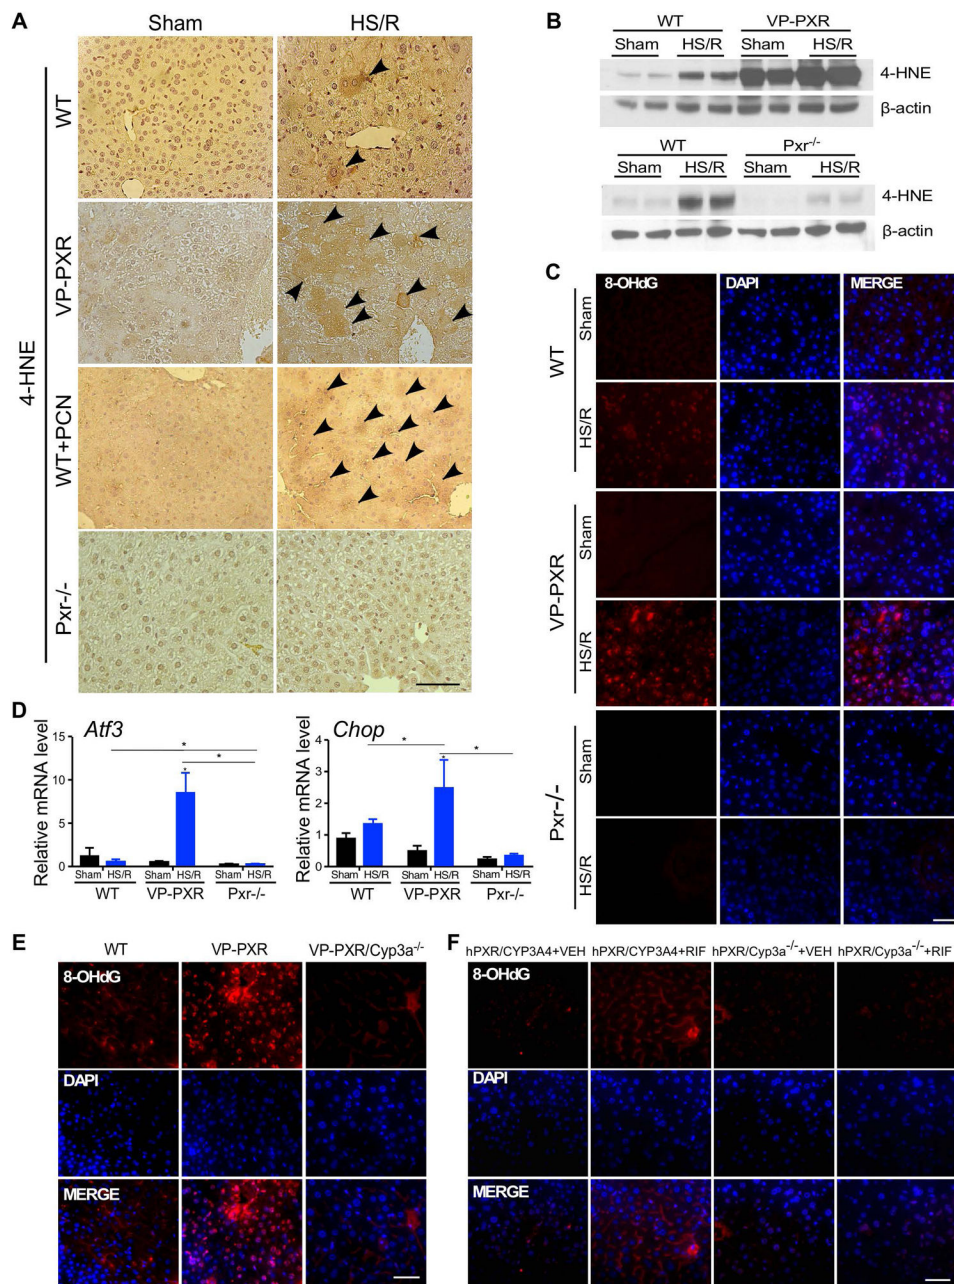 A
Sham
HS/R
4-HNE
WT
VP-PXR
WT+PCN
Pxr-/-
B
WT
VP-PXR
Sham
HS/R
Sham
HS/R
4-HNE
β-actin
WT
Pxr-/-
Sham
HS/R
Sham
HS/R
4-HNE
β-actin
C
8-OHdG
DAPI
MERGE
WT
Sham
HS/R
VP-PXR
Sham
HS/R
Pxr-/-
Sham
HS/R
D
Atf3
Relative mRNA level
15
10
5
0
*
*
*
Sham HS/R Sham HS/R Sham HS/R
WT VP-PXR Pxr-/-
Chop
Relative mRNA level
4
3
2
1
0
*
*
*
Sham HS/R Sham HS/R Sham HS/R
WT VP-PXR Pxr-/-
E
WT
VP-PXR
VP-PXR/Cyp3a-/-
8-OHdG
DAPI
MERGE
F
hPXR/CYP3A4+VEH
hPXR/CYP3A4+RIF
hPXR/Cyp3a-/-+VEH
hPXR/Cyp3a-/-+RIF
8-OHdG
DAPI
MERGE